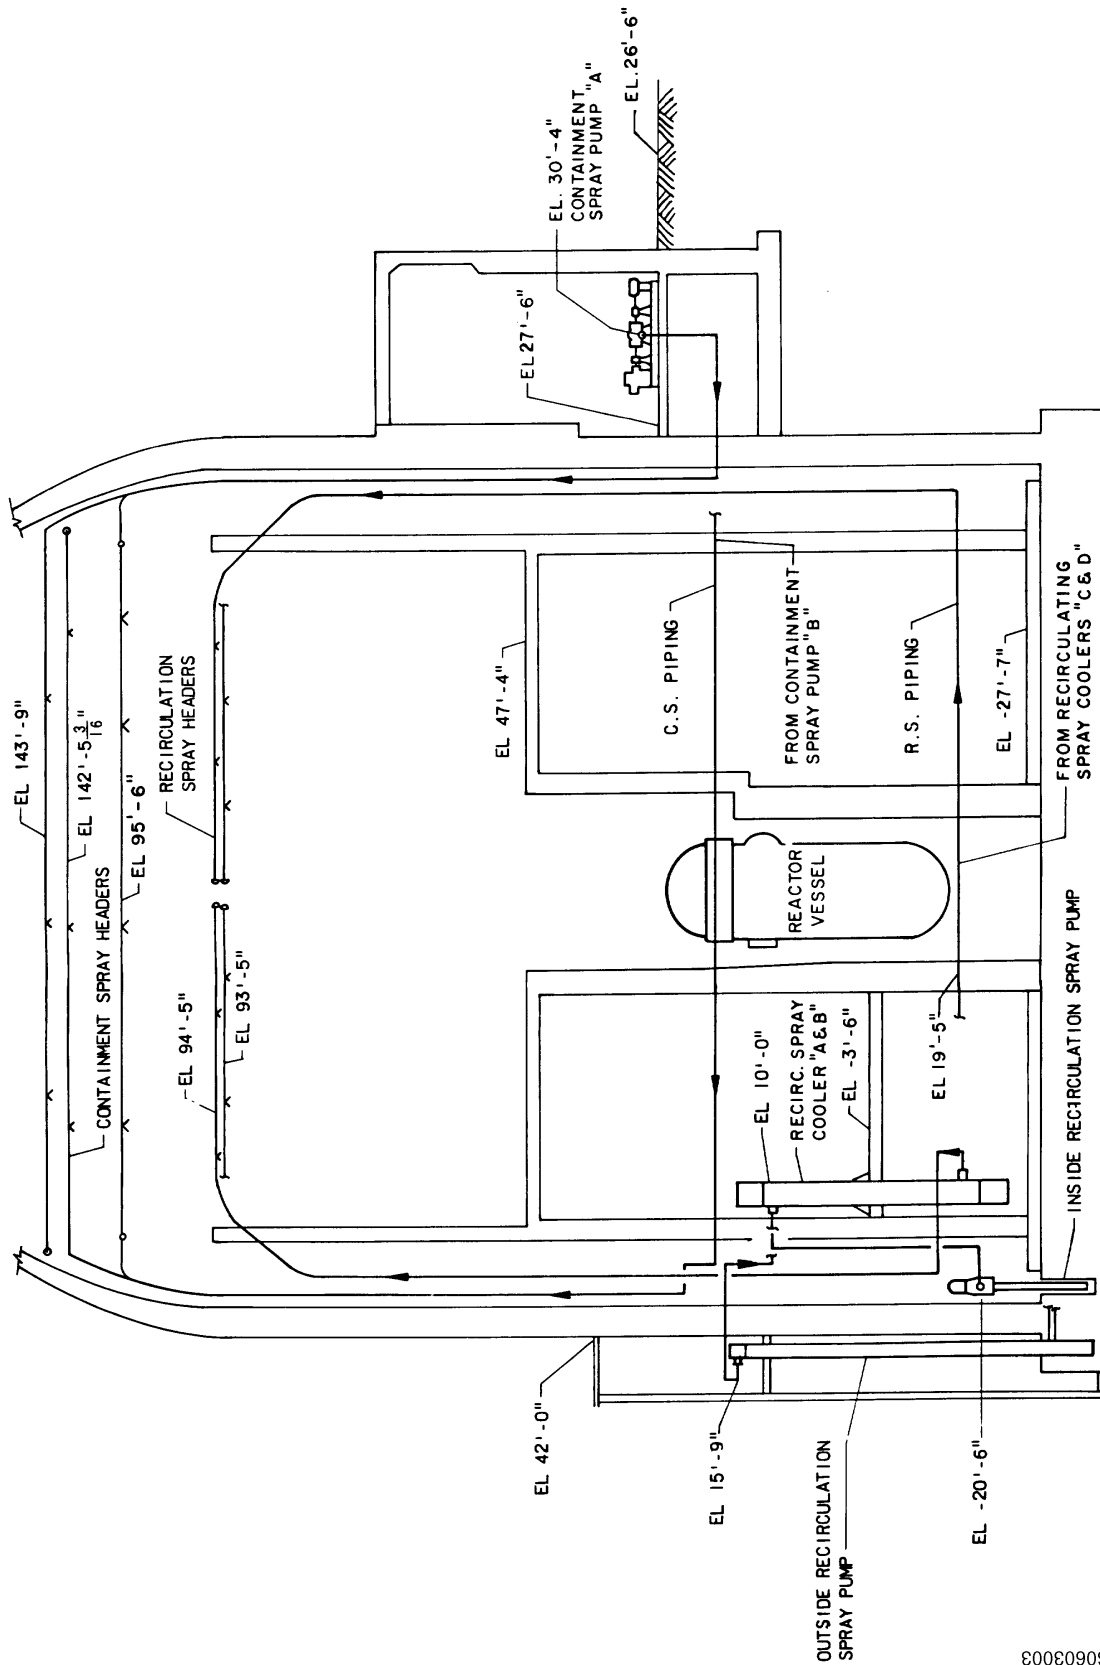 EL 143'-9"
EL 142'-5 3/16"
CONTAINMENT SPRAY HEADERS
EL 95'-6"
RECIRCULATION
SPRAY HEADERS
EL 94'-5"
EL 93'-5"
EL 47'-4"
EL 27'-6"
EL. 30'-4"
CONTAINMENT
SPRAY PUMP "A"
EL. 26'-6"
C.S. PIPING
FROM CONTAINMENT
SPRAY PUMP "B"
R.S. PIPING
EL -27'-7"
FROM RECIRCULATING
SPRAY COOLERS "C & D"
REACTOR
VESSEL
EL 10'-0"
RECIRC. SPRAY
COOLER "A & B"
EL -3'-6"
EL 19'-5"
INSIDE RECIRCULATION SPRAY PUMP
EL 42'-0"
EL 15'-9"
OUTSIDE RECIRCULATION
SPRAY PUMP
EL -20'-6"
0603003